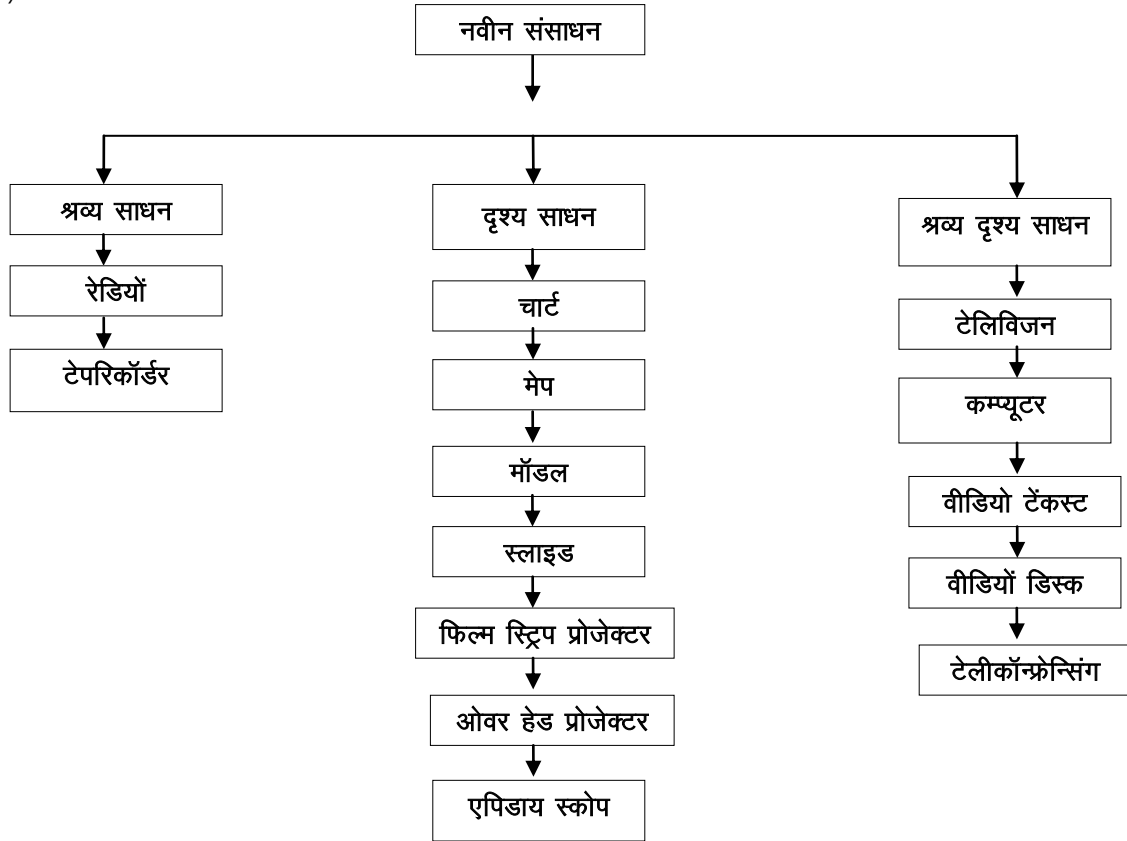 )
नवीन संसाधन
श्रव्य साधन
रेडियों
टेपरिकॉर्डर
दृश्य साधन
चार्ट
मेप
मॉडल
स्लाइड
फिल्म स्ट्रिप प्रोजेक्टर
ओवर हेड प्रोजेक्टर
एपिडाय स्कोप
श्रव्य दृश्य साधन
टेलिविजन
कम्प्यूटर
वीडियो टेंकस्ट
वीडियों डिस्क
टेलीकॉन्फ्रेन्सिंग